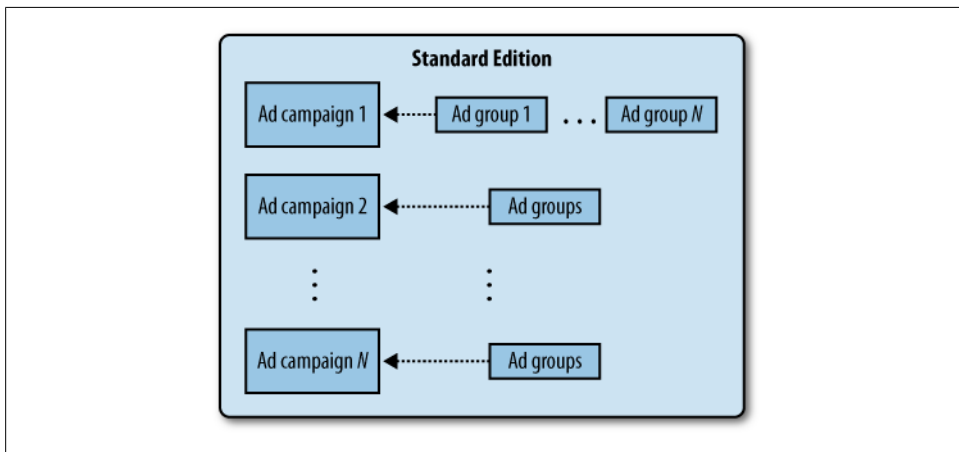 Standard Edition
Ad campaign 1
Ad group 1
...
Ad group N
Ad campaign 2
Ad groups
Ad campaign N
Ad groups